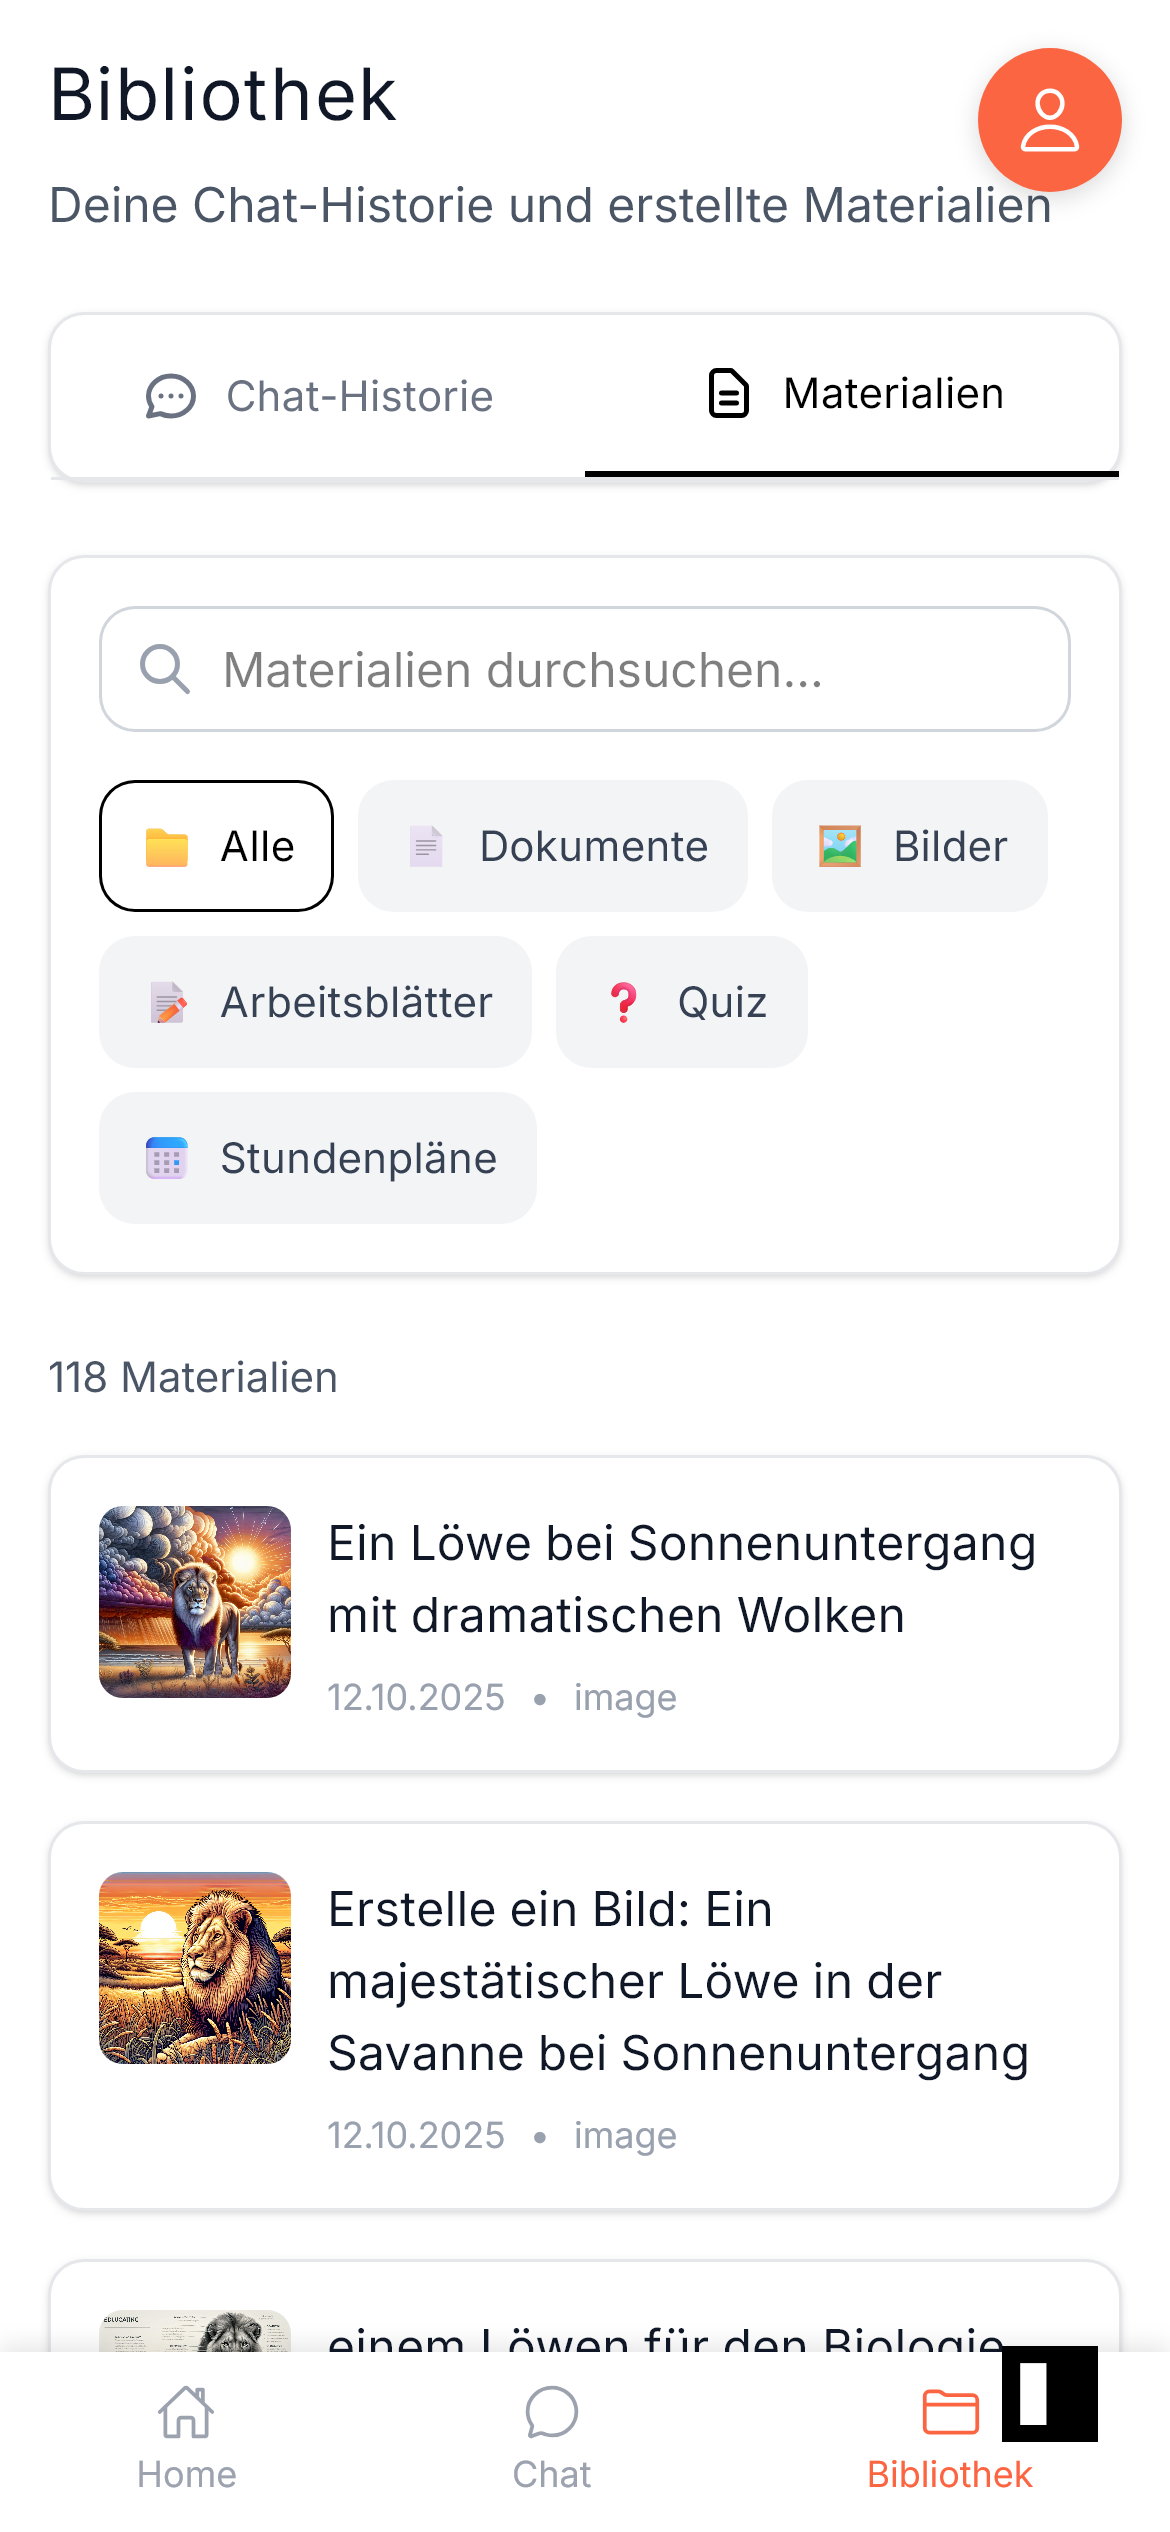 Bibliothek
Deine Chat-Historie und erstellte Materialien
Chat-Historie
Materialien
Materialien durchsuchen...
Alle
Dokumente
Bilder
Arbeitsblätter
Quiz
Stundenpläne
118 Materialien
Ein Löwe bei Sonnenuntergang
mit dramatischen Wolken
12.10.2025 • image
Erstelle ein Bild: Ein
majestätischer Löwe in der
Savanne bei Sonnenuntergang
12.10.2025 • image
einem Löwen für den Biologie
Home
Chat
Bibliothek